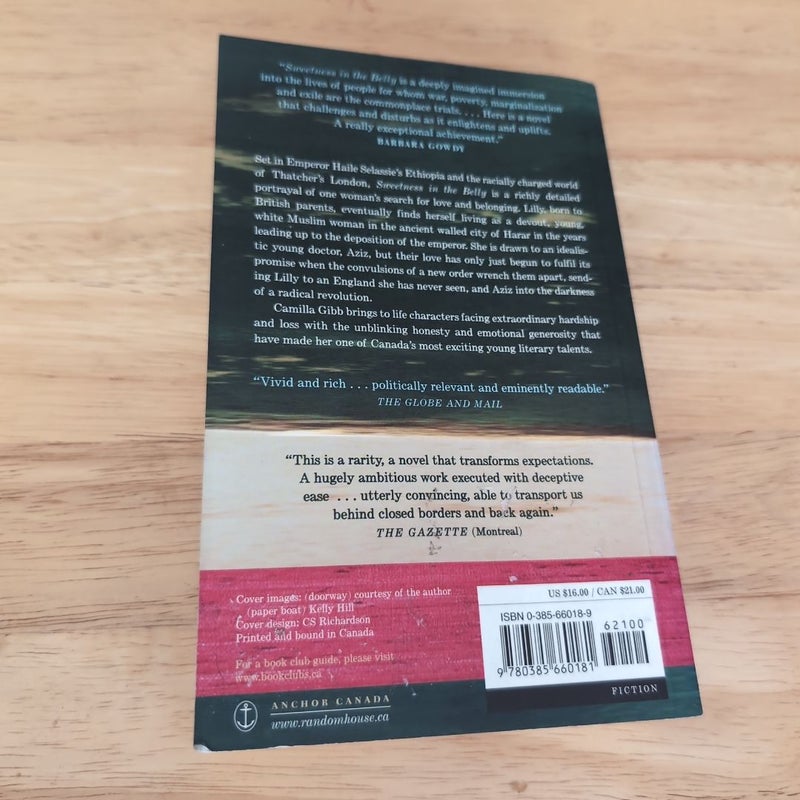 "Sweetness in the Belly is a deeply imagined immersion
into the lives of people for whom war, poverty, marginalization
and exile are the commonplace trials. . . . Here is a novel
that challenges and disturbs as it enlightens and uplifts.
A really exceptional achievement."
BARBARA GOWDY
Set in Emperor Haile Selassie's Ethiopia and the racially charged world
of Thatcher's London, Sweetness in the Belly is a richly detailed
portrayal of one woman's search for love and belonging. Lilly, born to
British parents, eventually finds herself living as a devout, young,
white Muslim woman in the ancient walled city of Harar in the years
leading up to the deposition of the emperor. She is drawn to an idealis-
tic young doctor, Aziz, but their love has only just begun to fulfil its
promise when the convulsions of a new order wrench them apart, send-
ing Lilly to an England she has never seen, and Aziz into the darkness
of a radical revolution.
Camilla Gibb brings to life characters facing extraordinary hardship
and loss with the unblinking honesty and emotional generosity that
have made her one of Canada's most exciting young literary talents.
"Vivid and rich . . . politically relevant and eminently readable."
THE GLOBE AND MAIL
"This is a rarity, a novel that transforms expectations.
A hugely ambitious work executed with deceptive
ease . . . utterly convincing, able to transport us
behind closed borders and back again."
THE GAZETTE (Montreal)
Cover images: (doorway) courtesy of the author
(paper boat) Kelly Hill
Cover design: CS Richardson
Printed and bound in Canada
For a book club guide, please visit
www.bookclubs.ca
ANCHOR CANADA
www.randomhouse.ca
US $16.00 / CAN $21.00
ISBN 0-385-66018-9
62100
9 780385 660181
FICTION